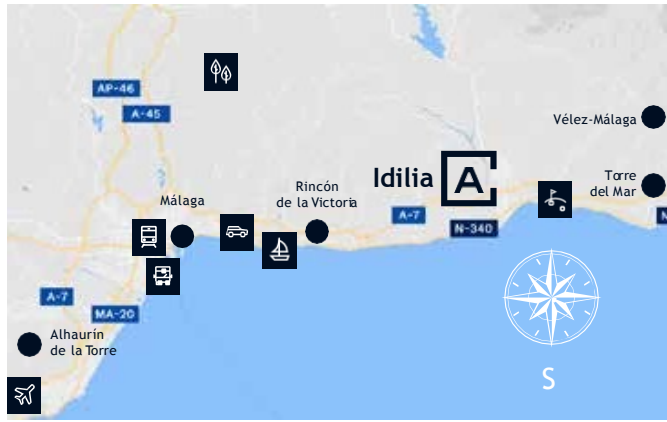 AP-46
A-45
Vélez-Málaga
Idilia
A
Torre
del Mar
Rincón
de la Victoria
Málaga
A-7
N-340
N
A-7
MA-20
Alhaurín
de la Torre
S